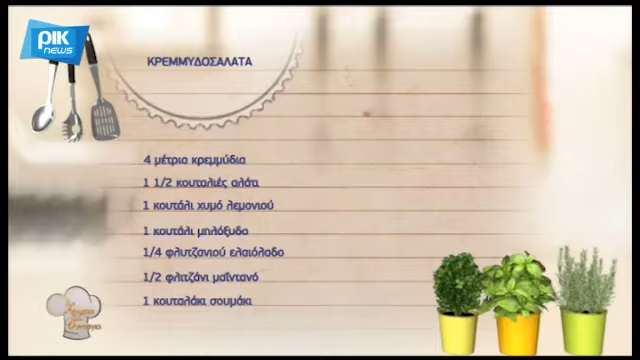 ΡΙΚ
news
ΚΡΕΜΜΥΔΟΣΑΛΑΤΑ
4 μέτρια κρεμμύδια
1 1/2 κουταλιές αλάτι
1 κουτάλι χυμό λεμονιού
1 κουτάλι μηλόξυδο
1/4 φλυτζανιού ελαιόλαδο
1/2 φλιτζάνι μαϊντανό
1 κουταλάκι σουμάκι